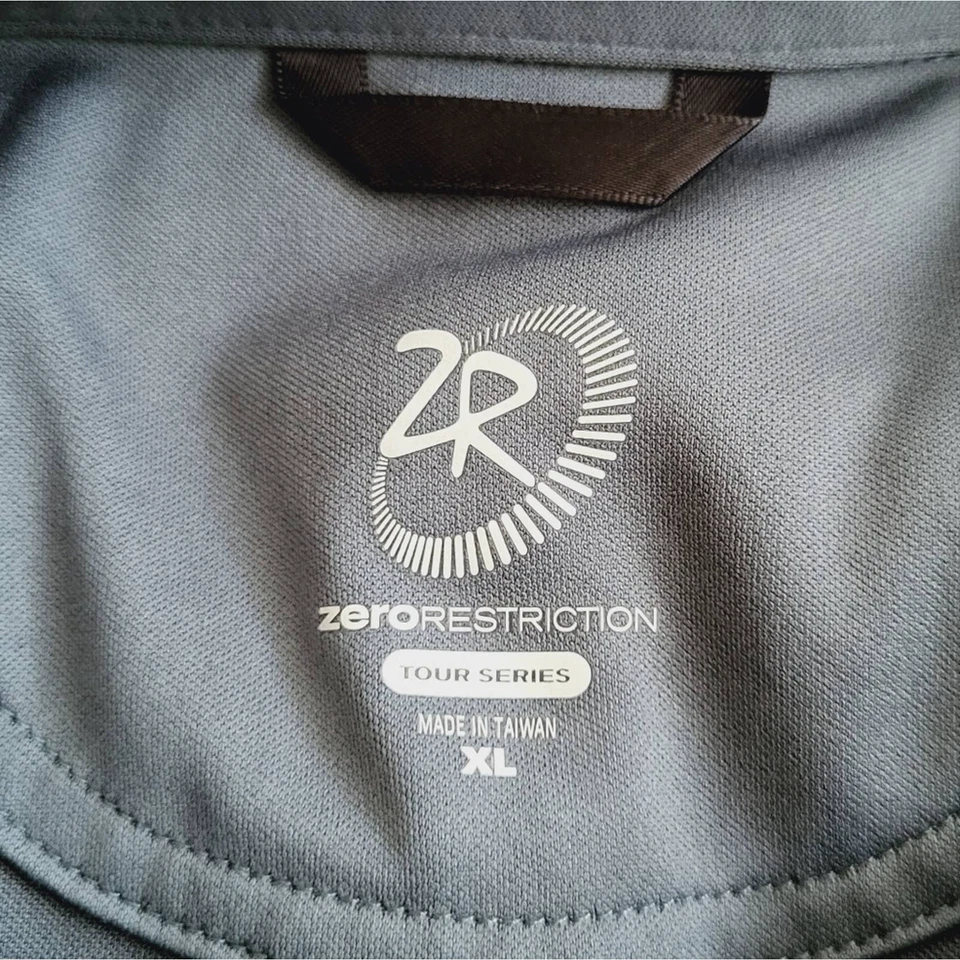 ZR
zeroRESTRICTION
TOUR SERIES
MADE IN TAIWAN
XL